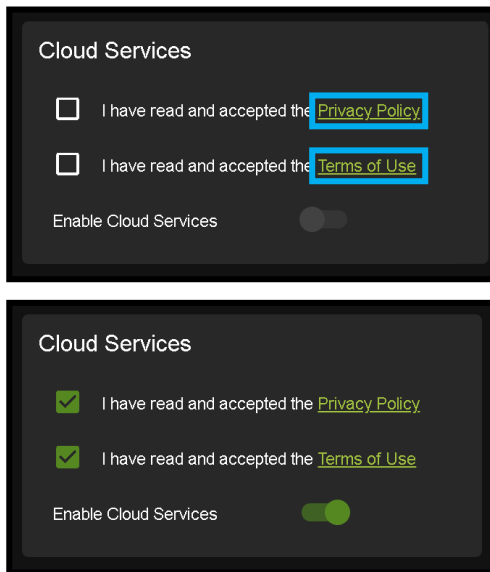 Cloud Services
I have read and accepted the Privacy Policy
I have read and accepted the Terms of Use
Enable Cloud Services
Cloud Services
I have read and accepted the Privacy Policy
I have read and accepted the Terms of Use
Enable Cloud Services